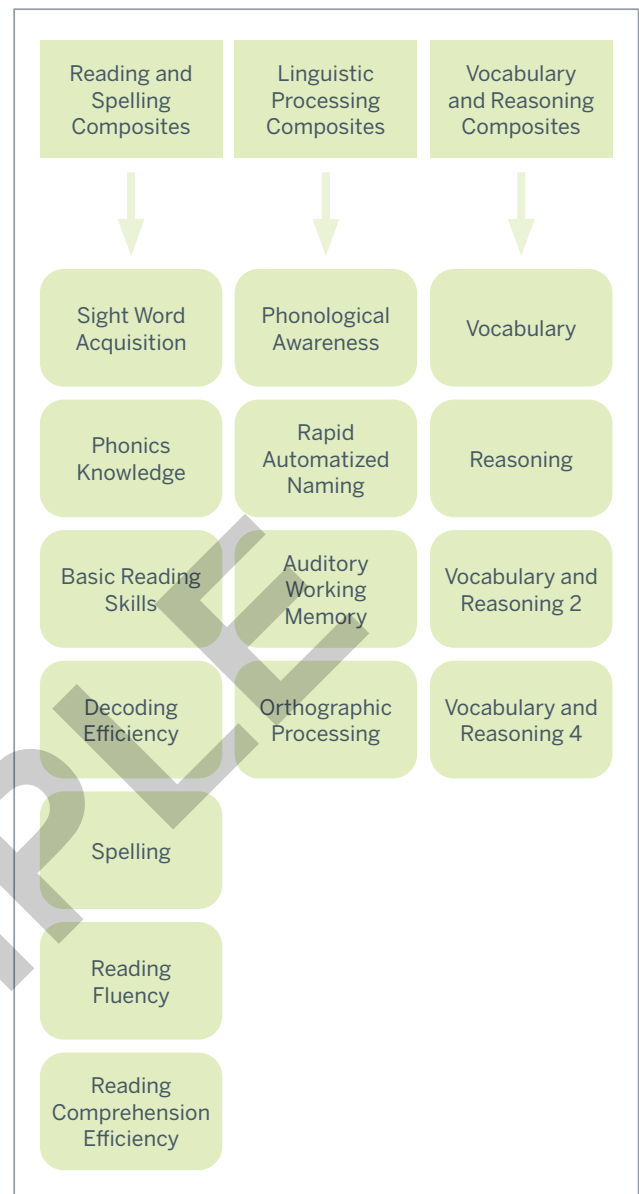 Reading and
Spelling
Composites
Linguistic
Processing
Composites
Vocabulary
and Reasoning
Composites
Sight Word
Acquisition
Phonics
Knowledge
Basic Reading
Skills
Decoding
Efficiency
Spelling
Reading
Fluency
Reading
Comprehension
Efficiency
Phonological
Awareness
Rapid
Automatized
Naming
Auditory
Working
Memory
Orthographic
Processing
Vocabulary
Reasoning
Vocabulary and
Reasoning 2
Vocabulary and
Reasoning 4
MPLE